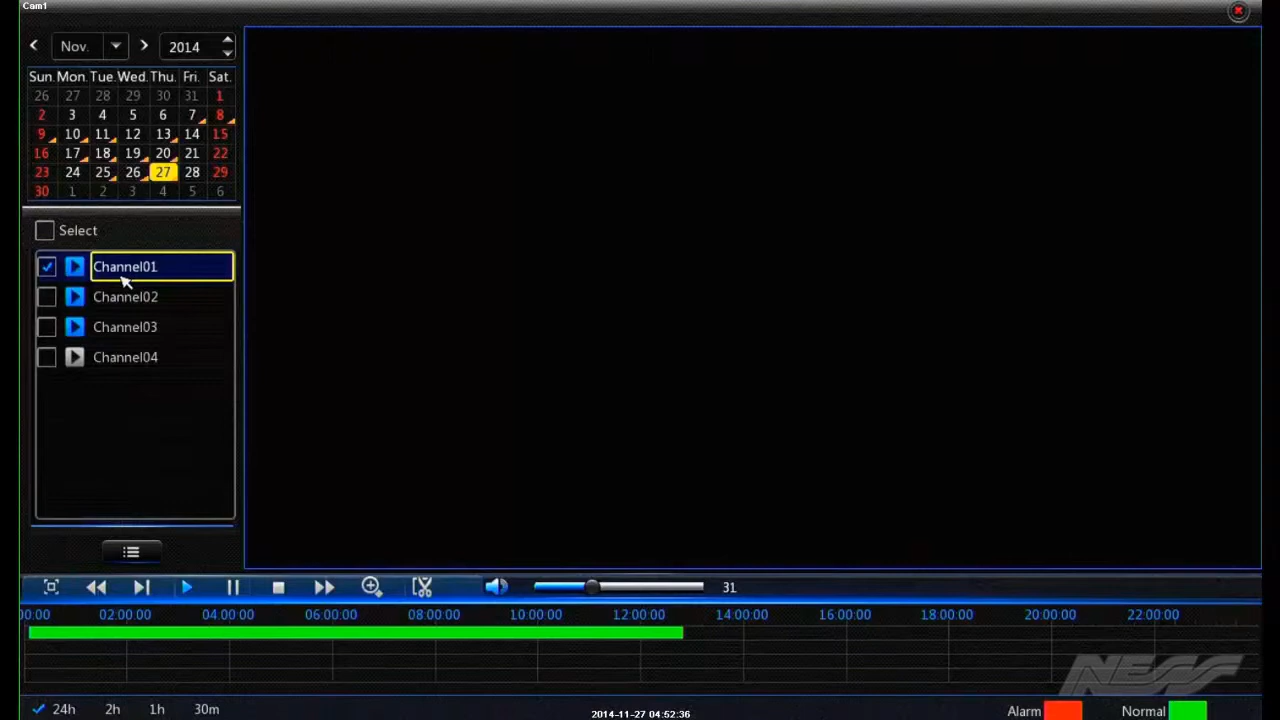 Cam1
Nov. 2014
Sun. Mon. Tue. Wed. Thu. Fri. Sat.
26 27 28 29 30 31 1
2 3 4 5 6 7 8
9 10 11 12 13 14 15
16 17 18 19 20 21 22
23 24 25 26 27 28 29
30 1 2 3 4 5 6
Select
Channel01
Channel02
Channel03
Channel04
31
00:00 02:00:00 04:00:00 06:00:00 08:00:00 10:00:00 12:00:00 14:00:00 16:00:00 18:00:00 20:00:00 22:00:00
NESS
24h 2h 1h 30m 2014-11-27 04:52:36 Alarm Normal